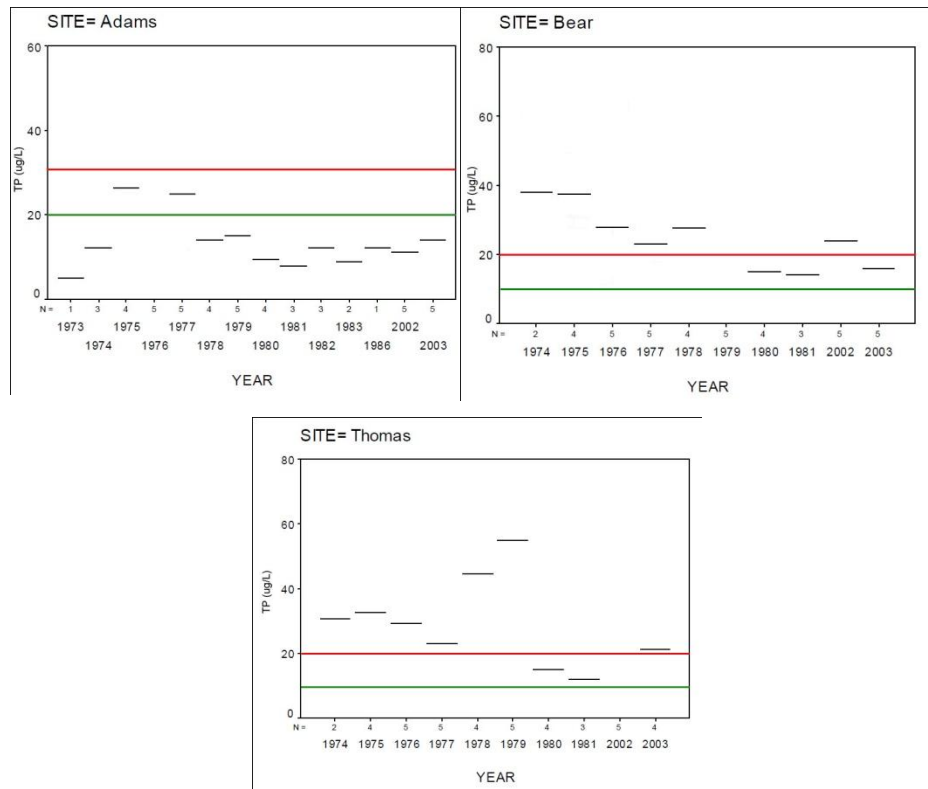 SITE= Adams
60
40
20
0
TP (ug/L)
N = 1 3 4 5 5 4 5 4 3 3 2 1 5 5
1973 1975 1977 1979 1981 1983 2002
1974 1976 1978 1980 1982 1986 2003
YEAR
SITE= Bear
80
60
40
20
0
TP (ug/L)
N = 2 4 5 5 4 5 4 3 5 5
1974 1975 1976 1977 1978 1979 1980 1981 2002 2003
YEAR
SITE= Thomas
80
60
40
20
0
TP (ug/L)
N = 2 4 5 5 4 5 4 3 5 4
1974 1975 1976 1977 1978 1979 1980 1981 2002 2003
YEAR